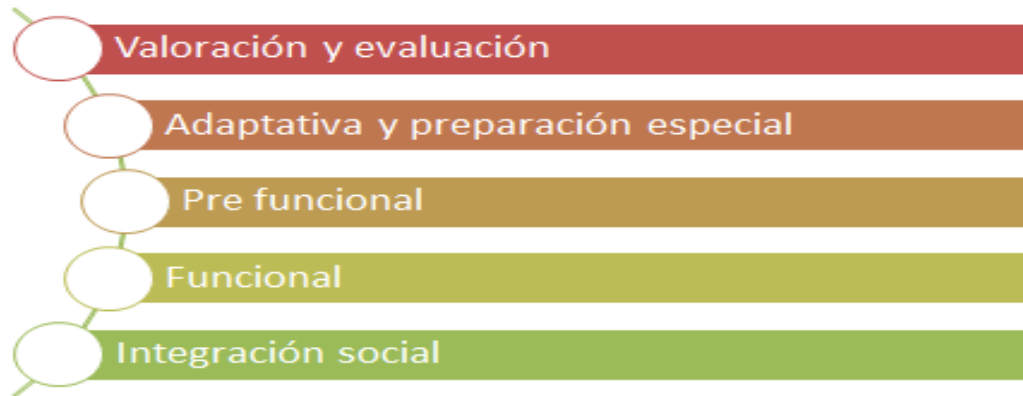 Valoración y evaluación
Adaptativa y preparación especial
Pre funcional
Funcional
Integración social